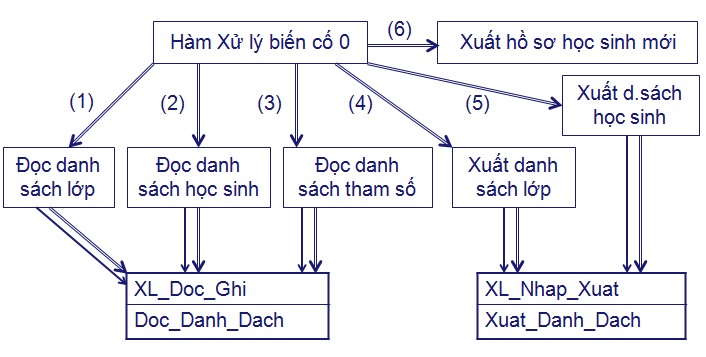 Hàm Xử lý biến cố 0
(6)
Xuất hồ sơ học sinh mới
(1)
(2)
(3)
(4)
(5)
Xuất d.sách
học sinh
Đọc danh
sách lớp
Đọc danh
sách học sinh
Đọc danh
sách tham số
Xuất danh
sách lớp
XL_Doc_Ghi
Doc_Danh_Dach
XL_Nhap_Xuat
Xuat_Danh_Dach